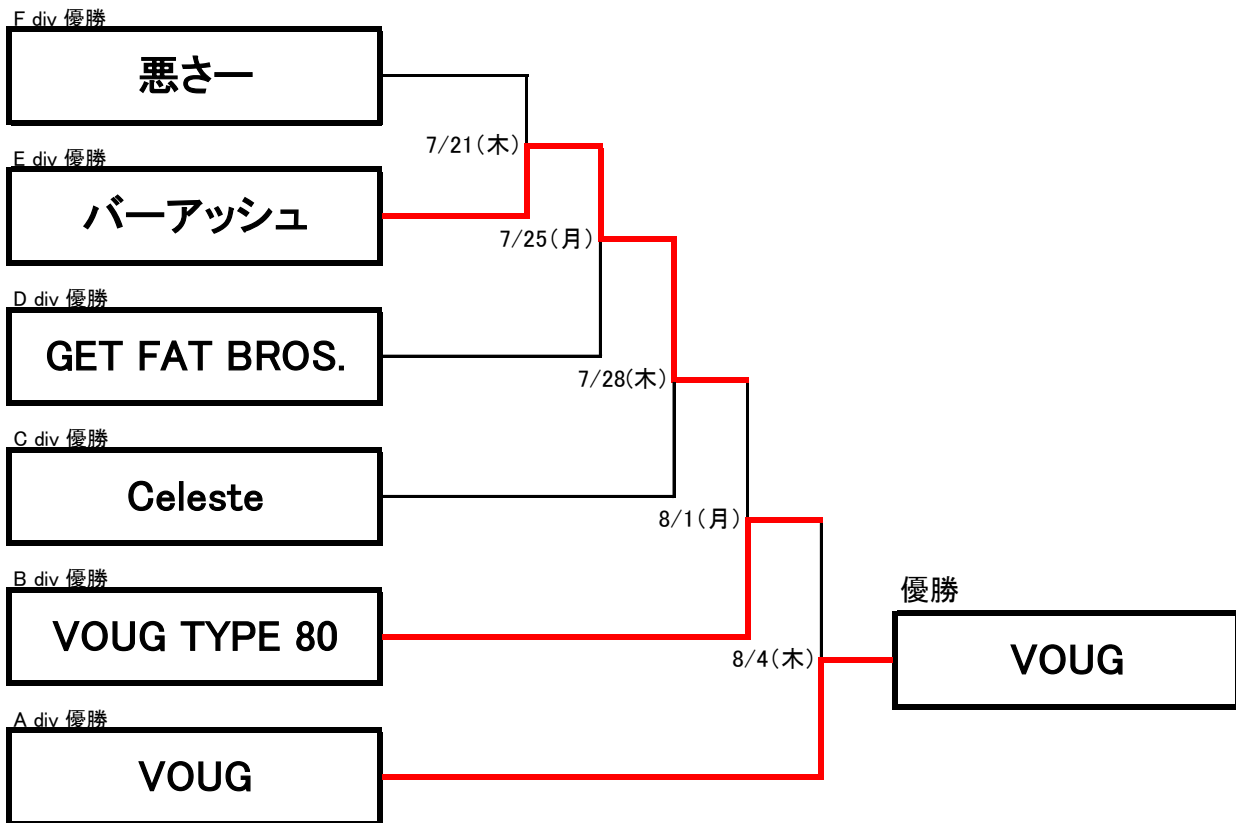 F div 優勝
悪さー
7/21(木)
E div 優勝
バーアッシュ
7/25(月)
D div 優勝
GET FAT BROS.
7/28(木)
C div 優勝
Celeste
8/1(月)
B div 優勝
VOUG TYPE 80
優勝
VOUG
8/4(木)
A div 優勝
VOUG